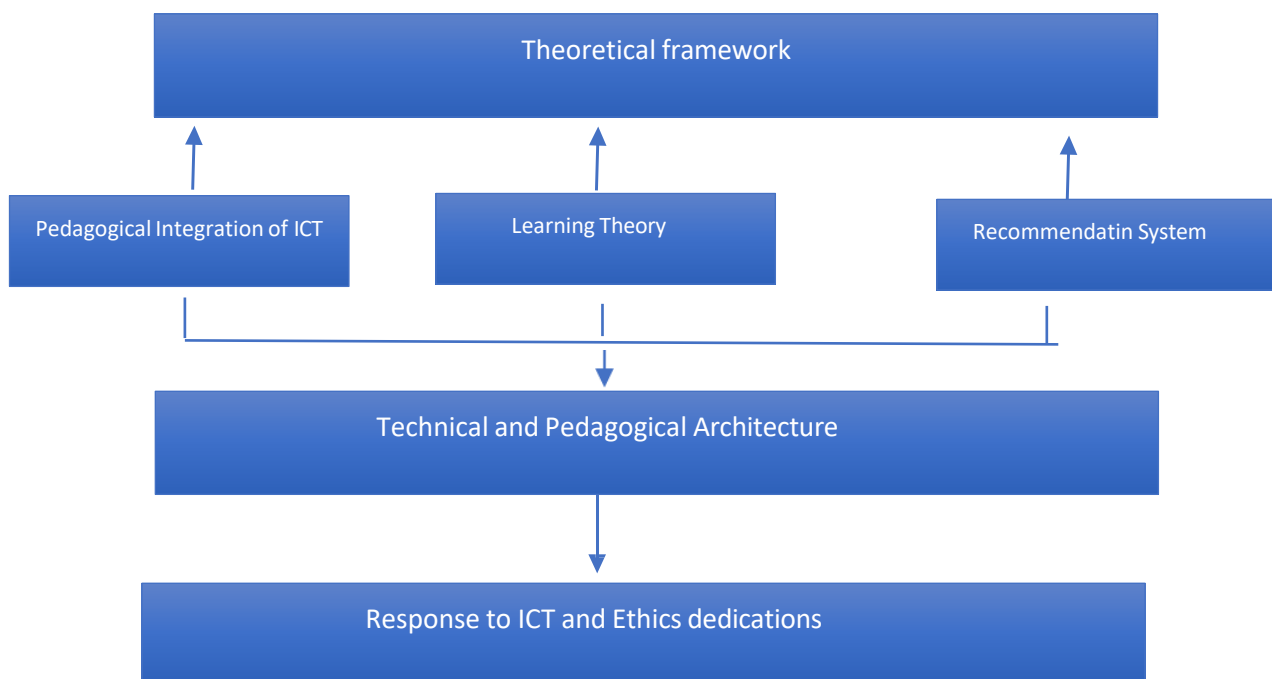 Theoretical framework
Pedagogical Integration of ICT
Learning Theory
Recommendatin System
Technical and Pedagogical Architecture
Response to ICT and Ethics dedications